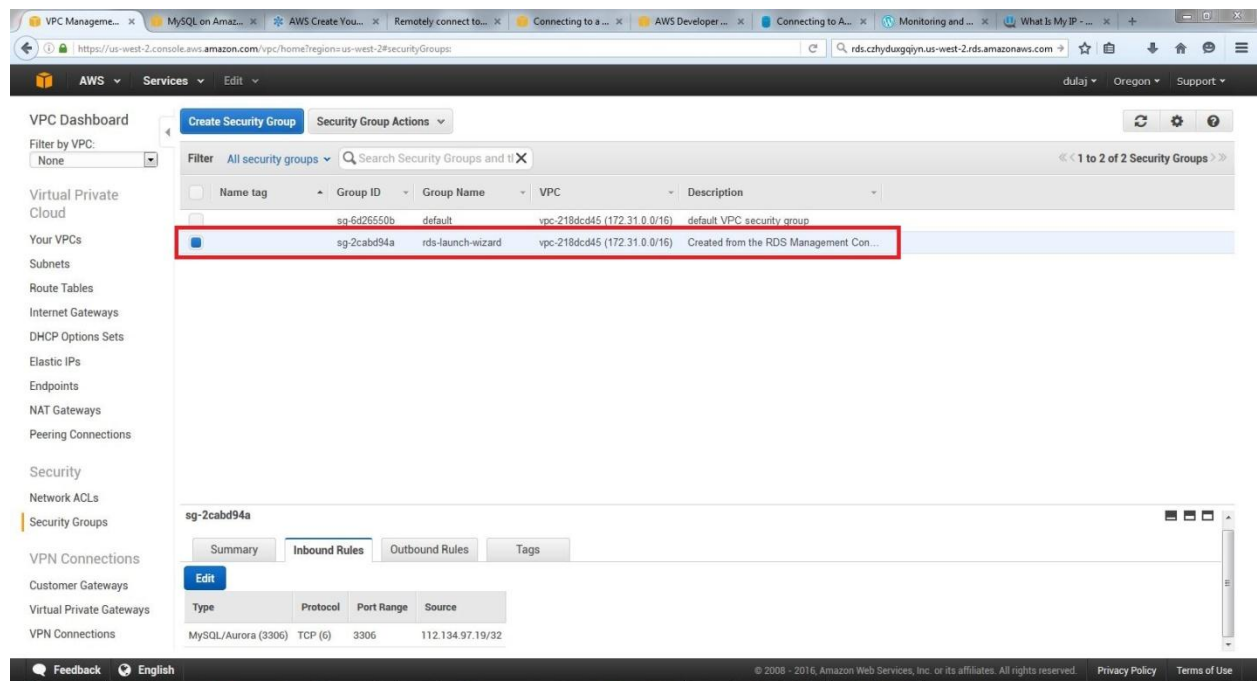 VPC Manageme... × MySQL on Amaz... × AWS Create You... × Remotely connect to... × Connecting to a ... × AWS Developer ... × Connecting to A... × Monitoring and ... × What Is My IP - ... × +
https://us-west-2.console.aws.amazon.com/vpc/home?region=us-west-2#securityGroups: rds.czhyduxgqiyn.us-west-2.rds.amazonaws.com
AWS Services Edit dulaj Oregon Support
VPC Dashboard
Filter by VPC:
None
Virtual Private
Cloud
Your VPCs
Subnets
Route Tables
Internet Gateways
DHCP Options Sets
Elastic IPs
Endpoints
NAT Gateways
Peering Connections
Security
Network ACLs
Security Groups
VPN Connections
Customer Gateways
Virtual Private Gateways
VPN Connections
Create Security Group Security Group Actions
Filter All security groups Search Security Groups and tl X 1 to 2 of 2 Security Groups
Name tag Group ID Group Name VPC Description
sg-6d26550b default vpc-218dcd45 (172.31.0.0/16) default VPC security group
sg-2cabd94a rds-launch-wizard vpc-218dcd45 (172.31.0.0/16) Created from the RDS Management Con...
sg-2cabd94a
Summary Inbound Rules Outbound Rules Tags
Edit
Type Protocol Port Range Source
MySQL/Aurora (3306) TCP (6) 3306 112.134.97.19/32
Feedback English © 2008 - 2016, Amazon Web Services, Inc. or its affiliates. All rights reserved. Privacy Policy Terms of Use